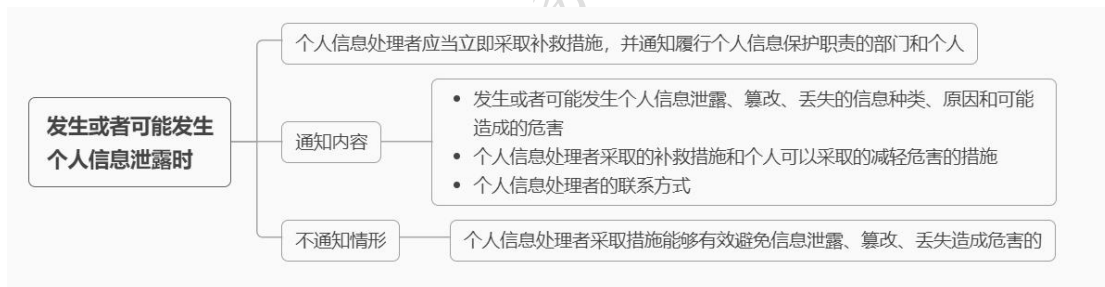 个人信息处理者应当立即采取补救措施，并通知履行个人信息保护职责的部门和个人
发生或者可能发生
个人信息泄露时
通知内容
• 发生或者可能发生个人信息泄露、篡改、丢失的信息种类、原因和可能
造成的危害
• 个人信息处理者采取的补救措施和个人可以采取的减轻危害的措施
• 个人信息处理者的联系方式
不通知情形
个人信息处理者采取措施能够有效避免信息泄露、篡改、丢失造成危害的